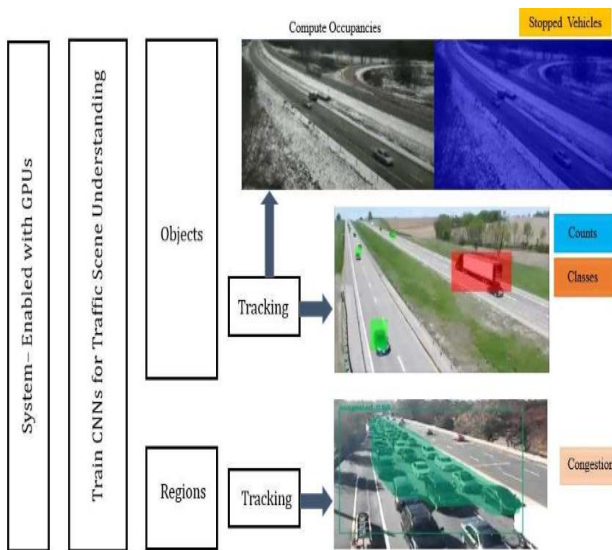 System– Enabled with GPUs
Train CNNs for Traffic Scene Understanding
Objects
Regions
Tracking
Tracking
Compute Occupancies
Stopped Vehicles
Counts
Classes
Congestion